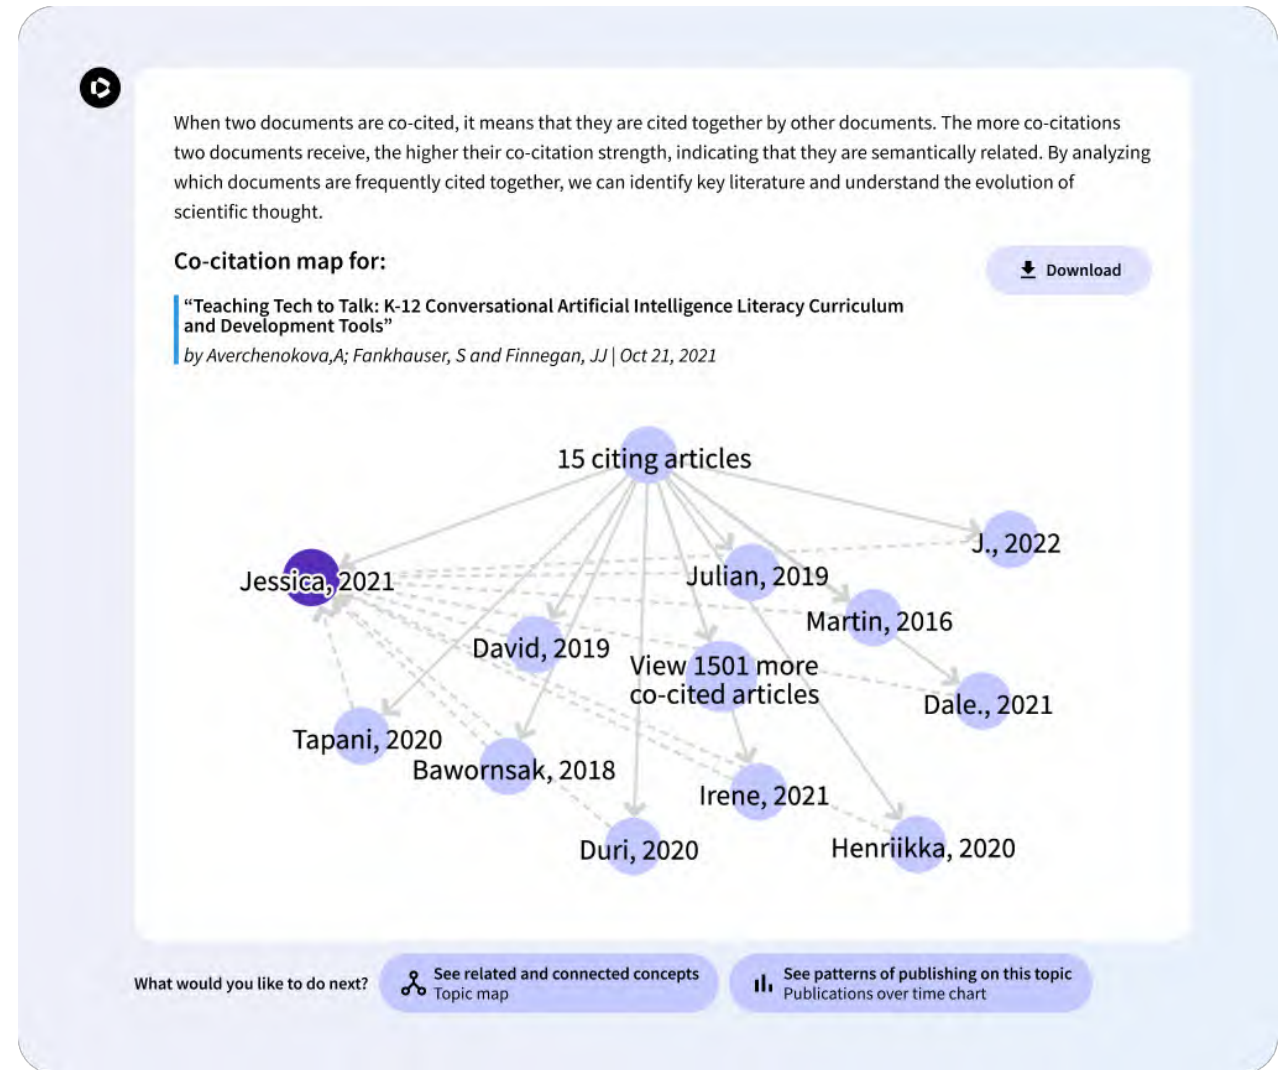 When two documents are co-cited, it means that they are cited together by other documents. The more co-citations
two documents receive, the higher their co-citation strength, indicating that they are semantically related. By analyzing
which documents are frequently cited together, we can identify key literature and understand the evolution of
scientific thought.
Co-citation map for:
Download
“Teaching Tech to Talk: K-12 Conversational Artificial Intelligence Literacy Curriculum
and Development Tools”
by Averchenokova,A; Fankhauser, S and Finnegan, JJ | Oct 21, 2021
15 citing articles
J., 2022
Jessica, 2021
Julian, 2019
Martin, 2016
David, 2019
View 1501 more
co-cited articles
Dale., 2021
Tapani, 2020
Bawornsak, 2018
Irene, 2021
Duri, 2020
Henriikka, 2020
What would you like to do next?
See related and connected concepts
Topic map
See patterns of publishing on this topic
Publications over time chart